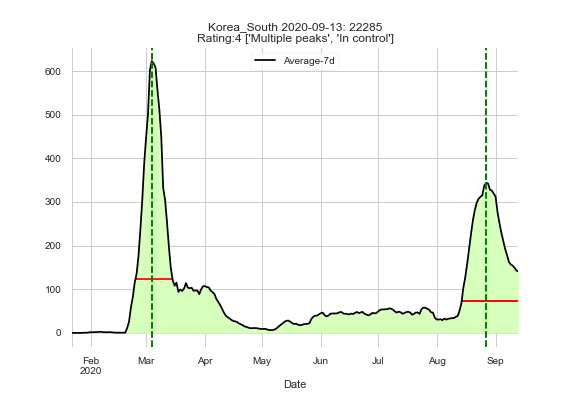 Korea_South 2020-09-13: 22285
Rating:4 ['Multiple peaks', 'In control']
Average-7d
600
500
400
300
200
100
0
Feb Mar Apr May Jun Jul Aug Sep
2020
Date